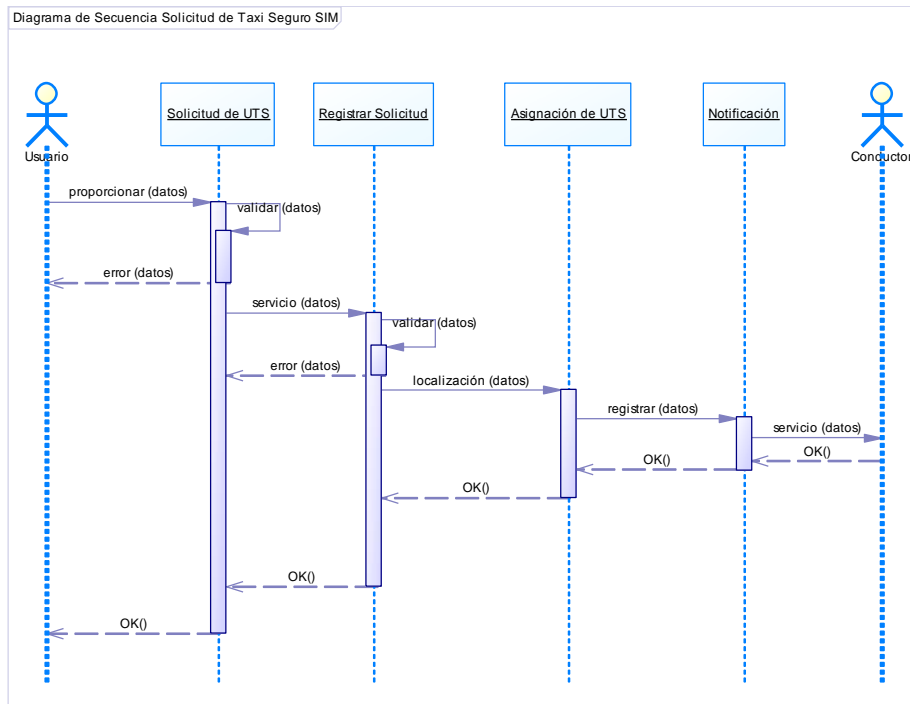 Diagrama de Secuencia Solicitud de Taxi Seguro SIM
Solicitud de UTS
Registrar Solicitud
Asignación de UTS
Notificación
Usuario
Conductor
proporcionar (datos)
validar (datos)
error (datos)
servicio (datos)
validar (datos)
error (datos)
localización (datos)
registrar (datos)
servicio (datos)
OK()
OK()
OK()
OK()
OK()